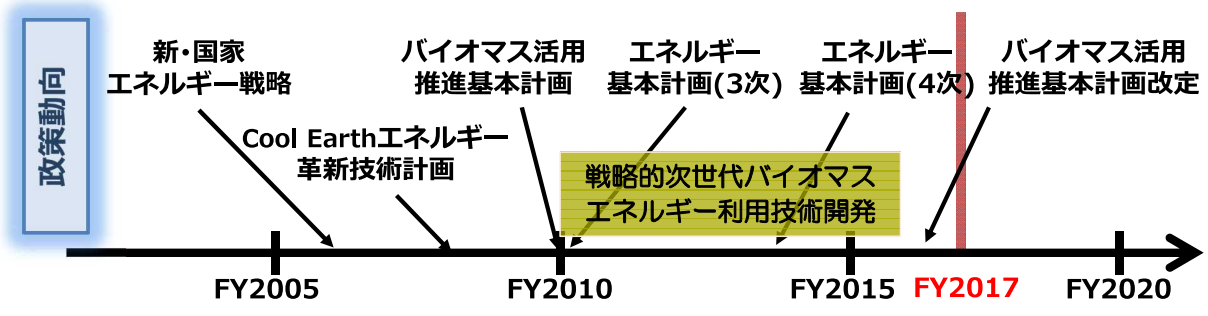 政策動向
新・国家
エネルギー戦略
Cool Earthエネルギー
革新技術計画
バイオマス活用
推進基本計画
エネルギー
基本計画(3次)
エネルギー
基本計画(4次)
バイオマス活用
推進基本計画改定
戦略的次世代バイオマス
エネルギー利用技術開発
FY2005
FY2010
FY2015
FY2017
FY2020